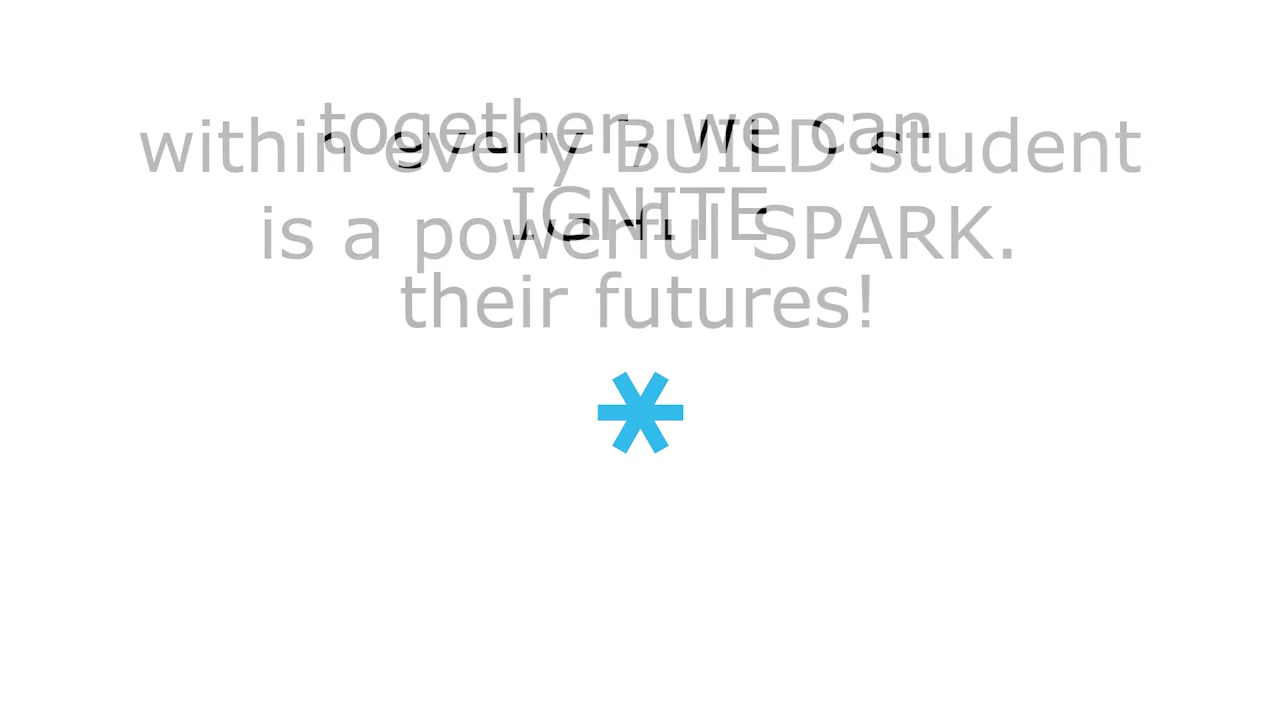 within every BUILD student
is a powerful SPARK.
together, we can
IGNITE
their futures!